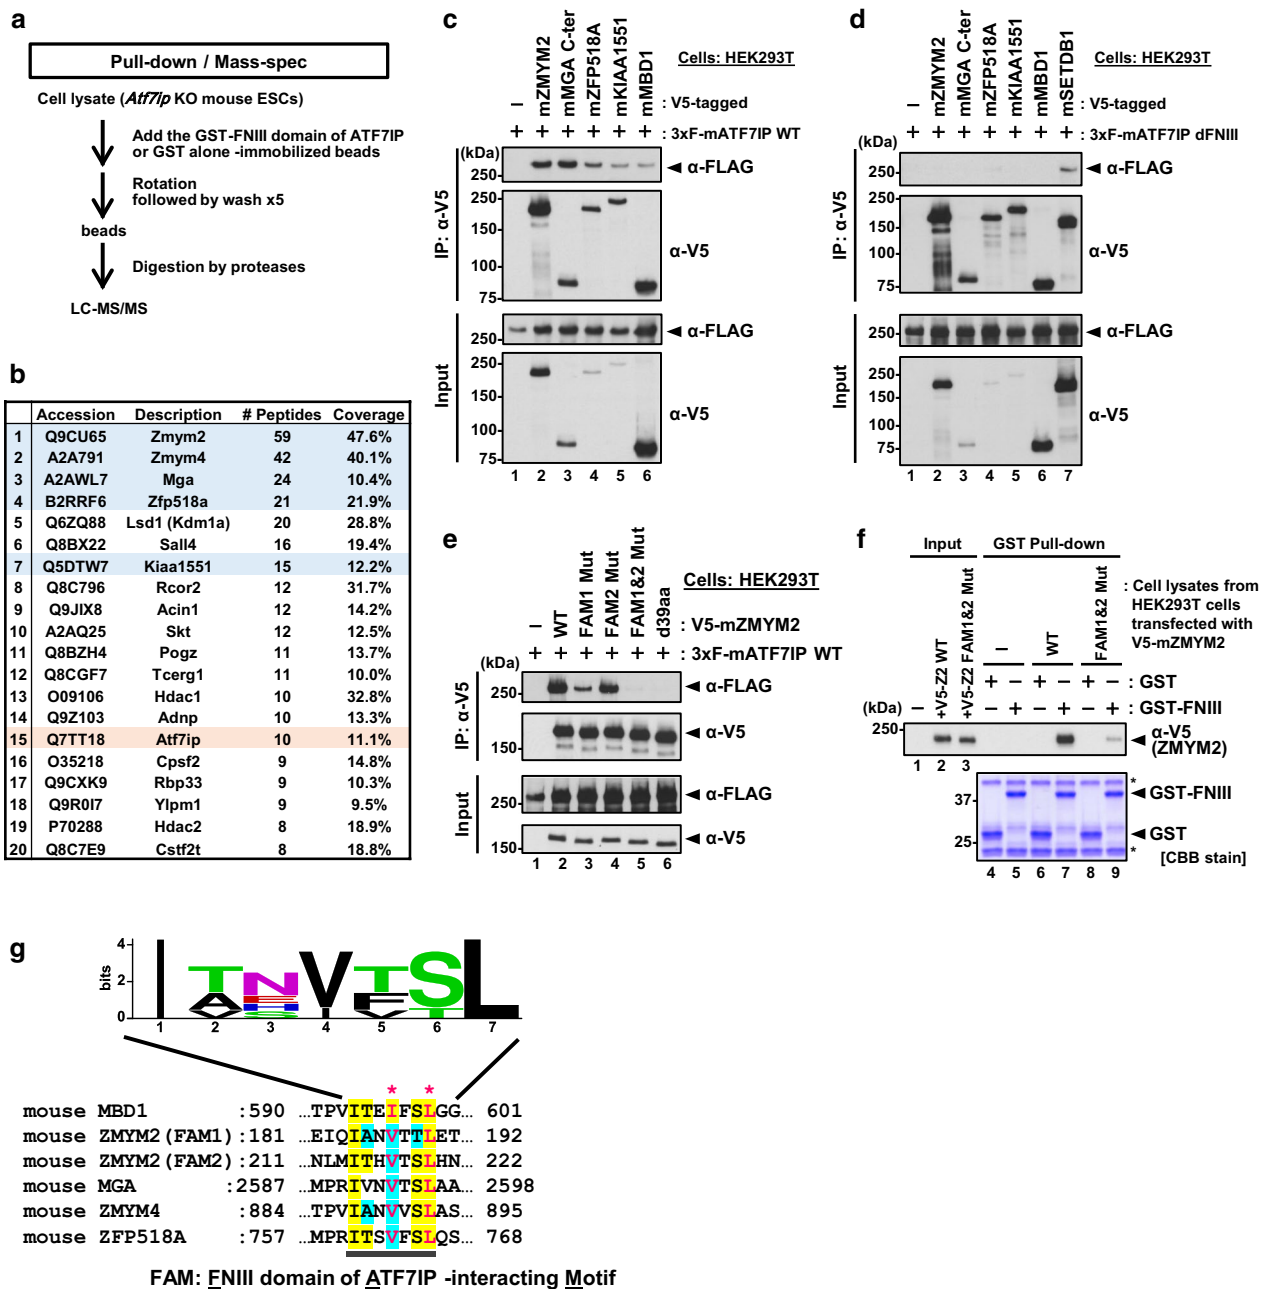 a
Pull-down / Mass-spec
Cell lysate (Atf7ip KO mouse ESCs)
Add the GST-FNIII domain of ATF7IP
or GST alone -immobilized beads
Rotation
followed by wash x5
beads
Digestion by proteases
LC-MS/MS
b
Accession Description # Peptides Coverage
1 Q9CU65 Zmym2 59 47.6%
2 A2A791 Zmym4 42 40.1%
3 A2AWL7 Mga 24 10.4%
4 B2RRF6 Zfp518a 21 21.9%
5 Q6ZQ88 Lsd1 (Kdm1a) 20 28.8%
6 Q8BX22 Sall4 16 19.4%
7 Q5DTW7 Kiaa1551 15 12.2%
8 Q8C796 Rcor2 12 31.7%
9 Q9JIX8 Acin1 12 14.2%
10 A2AQ25 Skt 12 12.5%
11 Q8BZH4 Pogz 11 13.7%
12 Q8CGF7 Tcerg1 11 10.0%
13 O09106 Hdac1 10 32.8%
14 Q9Z103 Adnp 10 13.3%
15 Q7TT18 Atf7ip 10 11.1%
16 O35218 Cpsf2 9 14.8%
17 Q9CXK9 Rbp33 9 10.3%
18 Q9R0I7 Ylpm1 9 9.5%
19 P70288 Hdac2 8 18.9%
20 Q8C7E9 Cstf2t 8 18.8%
c
– mZMYM2 mMGA C-ter mZFP518A mKIAA1551 mMBD1
Cells: HEK293T
: V5-tagged
+ + + + + + : 3xF-mATF7IP WT
(kDa)
IP: α-V5
250 α-FLAG
250
150
100
75
α-V5
Input
250 α-FLAG
250
150
100
75
α-V5
1 2 3 4 5 6
d
– mZMYM2 mMGA C-ter mZFP518A mKIAA1551 mMBD1 mSETDB1
Cells: HEK293T
: V5-tagged
+ + + + + + + : 3xF-mATF7IP dFNIII
(kDa)
IP: α-V5
250 α-FLAG
250
150
100
75
α-V5
Input
250 α-FLAG
250
150
100
75
α-V5
1 2 3 4 5 6 7
e
– WT FAM1 Mut FAM2 Mut FAM1&2 Mut d39aa
Cells: HEK293T
: V5-mZMYM2
+ + + + + + : 3xF-mATF7IP WT
(kDa)
IP: α-V5
250 α-FLAG
150 α-V5
Input
250 α-FLAG
150 α-V5
1 2 3 4 5 6
f
Input GST Pull-down
– +V5-Z2 WT +V5-Z2 FAM1&2 Mut
– WT FAM1&2 Mut
: Cell lysates from
HEK293T cells
transfected with
V5-mZMYM2
+ – + – + – : GST
– + – + – + : GST-FNIII
(kDa)
250
α-V5
(ZMYM2)
1 2 3
*
37 GST-FNIII
25 GST
*
[CBB stain]
4 5 6 7 8 9
g
bits
4
2
0
1 2 3 4 5 6 7
* *
mouse MBD1 :590 …TPVITEIFSLGG… 601
mouse ZMYM2(FAM1):181 …EIQIANVTTLET… 192
mouse ZMYM2(FAM2):211 …NLMITHVTSLHN… 222
mouse MGA :2587 …MPRIVNVTSLAA… 2598
mouse ZMYM4 :884 …TPVIANVVSLAS… 895
mouse ZFP518A :757 …MPRITSVFSLQS… 768
FAM: FNIII domain of ATF7IP -interacting Motif